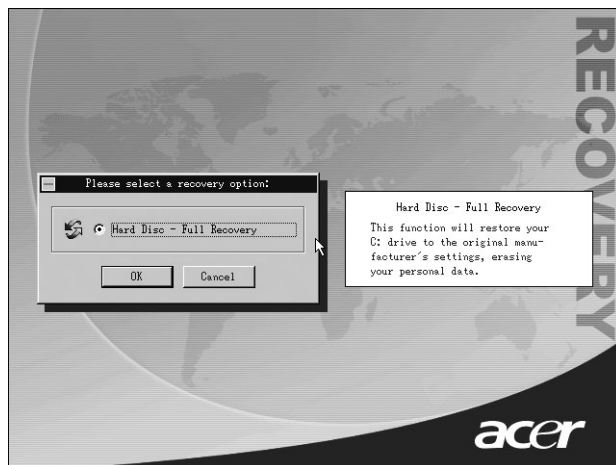 RECOVERY
Please select a recovery option:
Hard Disc - Full Recovery
OK
Cancel
Hard Disc - Full Recovery
This function will restore your
C: drive to the original manu-
facturer's settings, erasing
your personal data.
acer